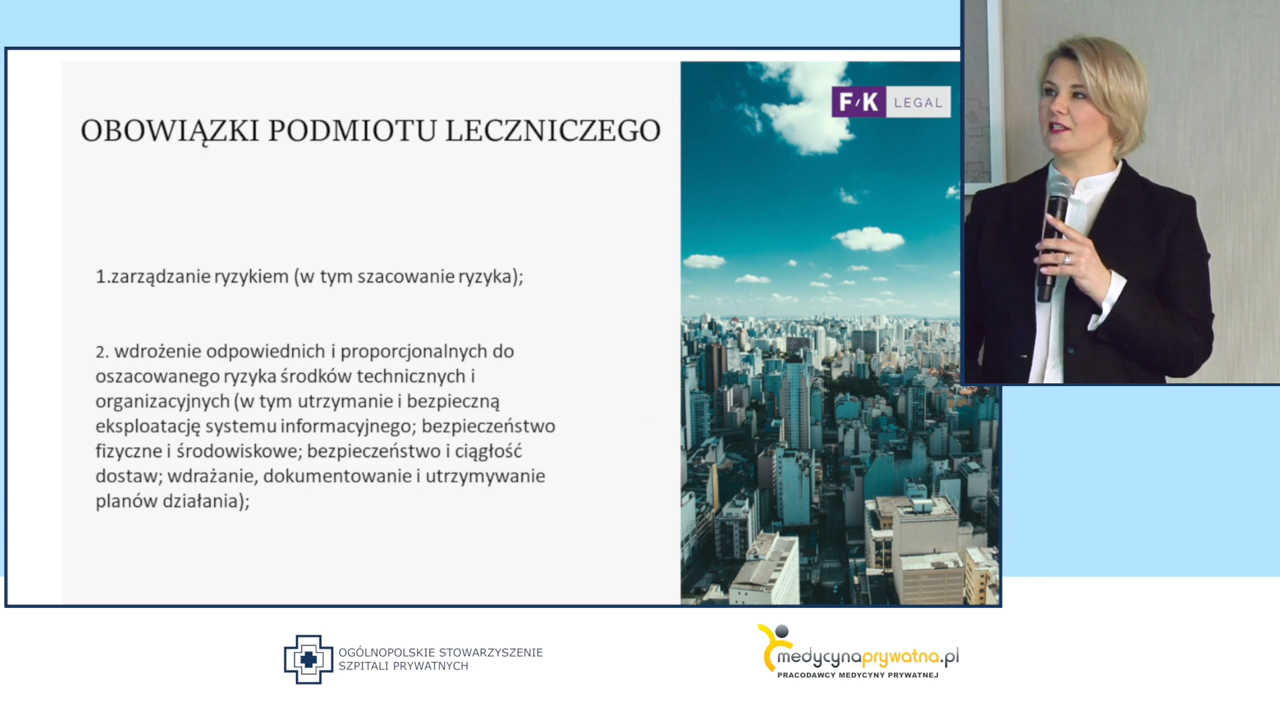 F/K LEGAL
OBOWIĄZKI PODMIOTU LECZNICZEGO
1.zarządzanie ryzykiem (w tym szacowanie ryzyka);
2. wdrożenie odpowiednich i proporcjonalnych do
oszacowanego ryzyka środków technicznych i
organizacyjnych (w tym utrzymanie i bezpieczną
eksploatację systemu informacyjnego; bezpieczeństwo
fizyczne i środowiskowe; bezpieczeństwo i ciągłość
dostaw; wdrażanie, dokumentowanie i utrzymywanie
planów działania);
OGÓLNOPOLSKIE STOWARZYSZENIE
SZPITALI PRYWATNYCH
medycynaprywatna.pl
PRACODAWCY MEDYCYNY PRYWATNEJ